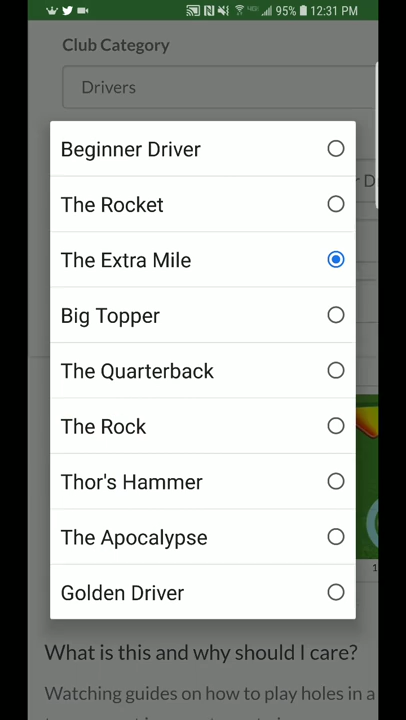 95% 12:31 PM
Club Category
Drivers
Beginner Driver
The Rocket
The Extra Mile
Big Topper
The Quarterback
The Rock
Thor's Hammer
The Apocalypse
Golden Driver
What is this and why should I care?
Watching guides on how to play holes in a